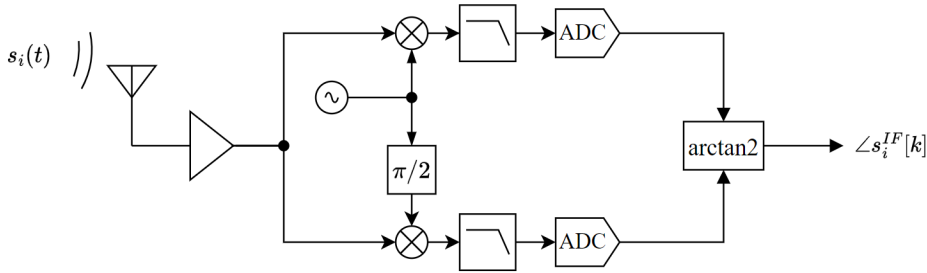 s_i(t)
ADC
π/2
arctan2
∠s_i^{IF}[k]
ADC